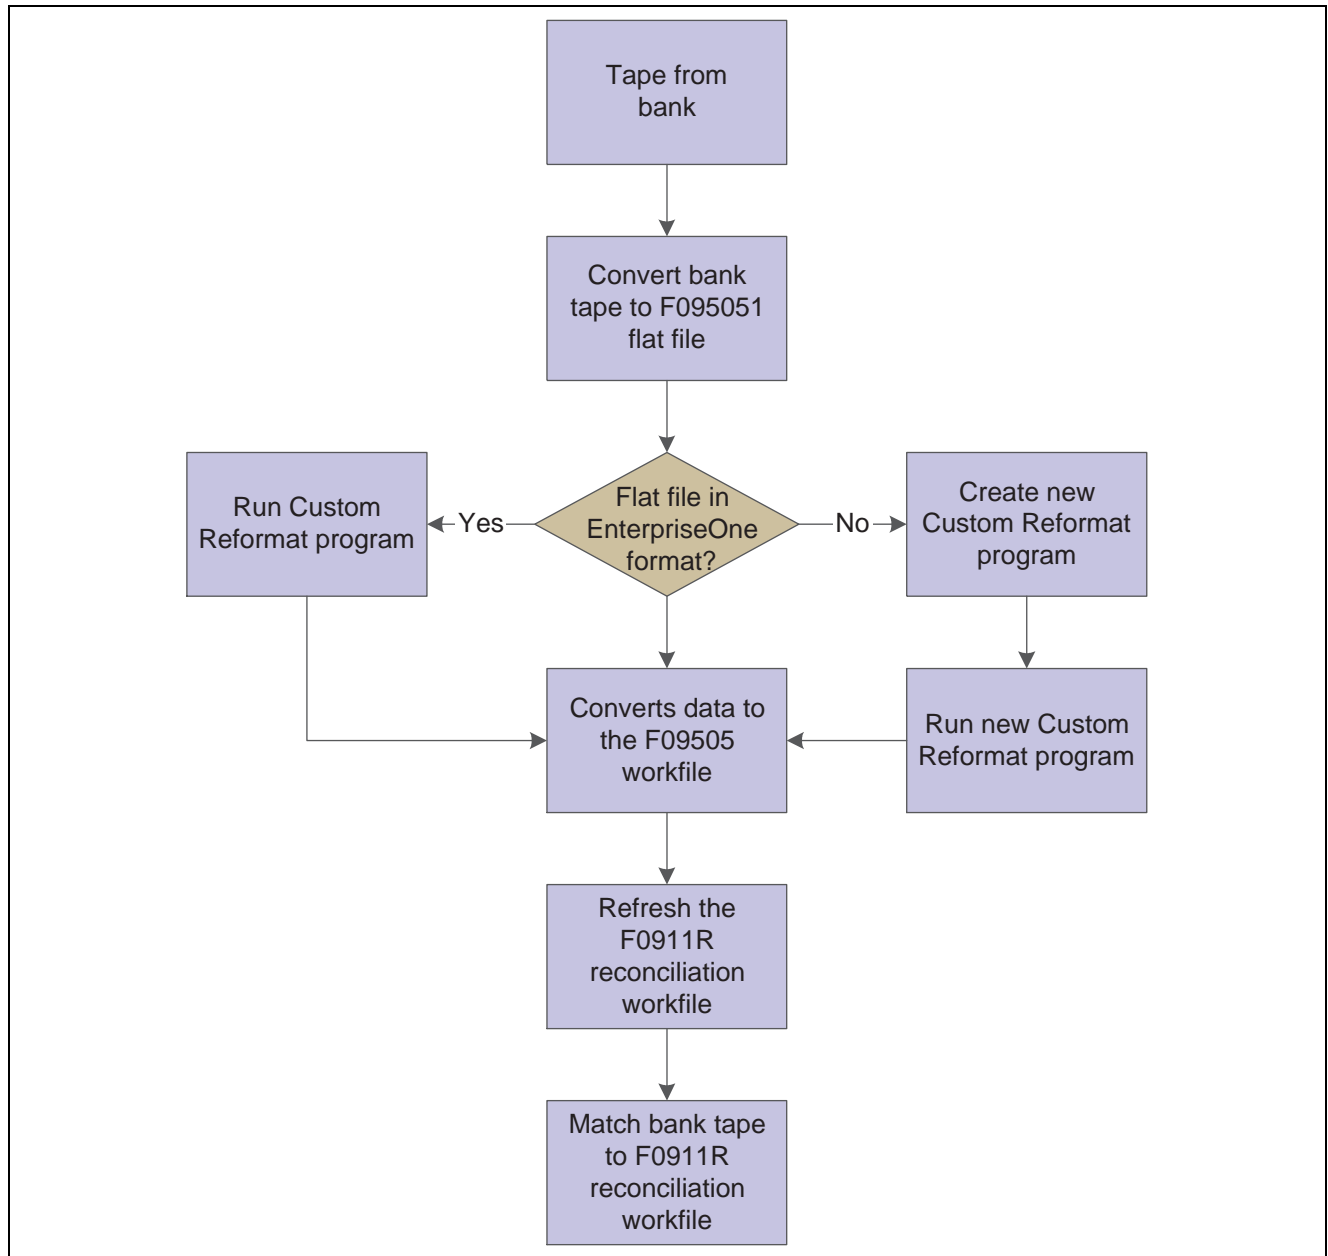 Tape from
bank
Convert bank
tape to F095051
flat file
Run Custom
Reformat program
Yes
Flat file in
EnterpriseOne
format?
No
Create new
Custom Reformat
program
Converts data to
the F09505
workfile
Run new Custom
Reformat program
Refresh the
F0911R
reconciliation
workfile
Match bank tape
to F0911R
reconciliation
workfile